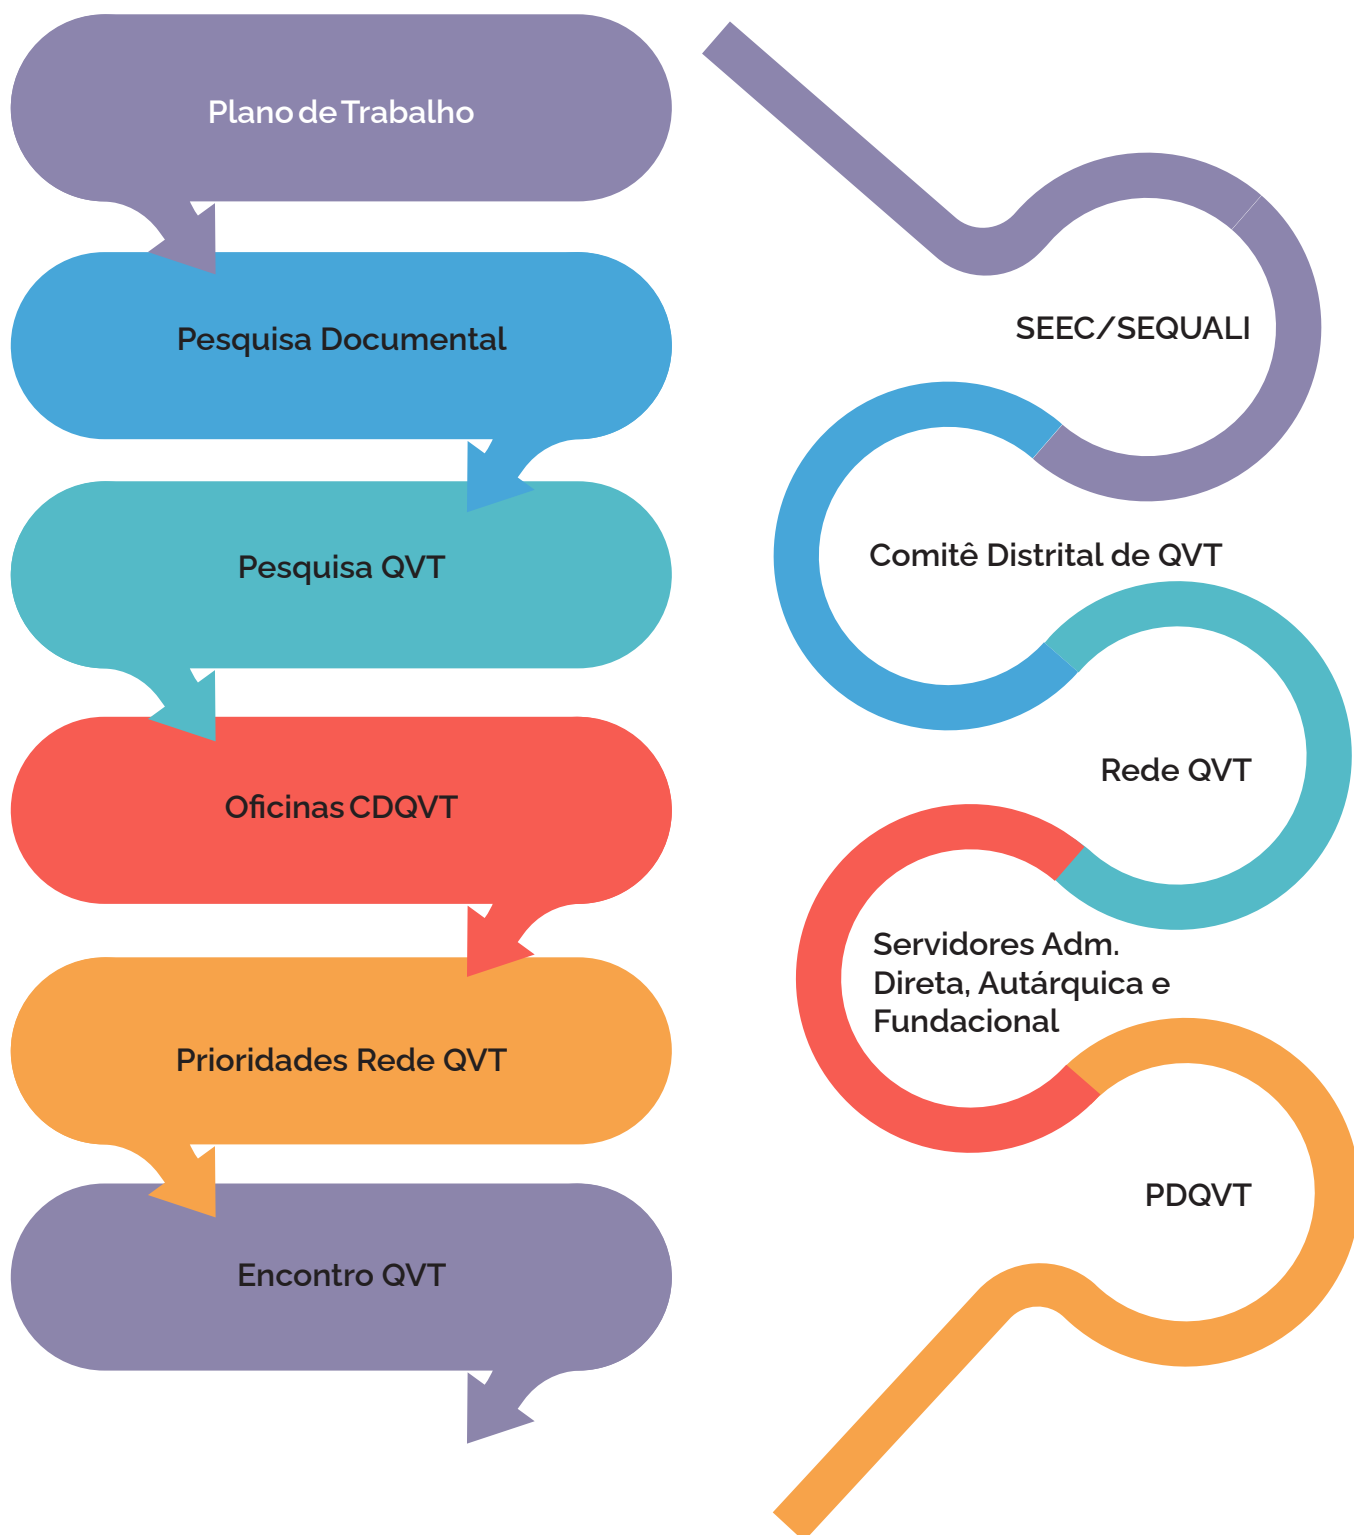 Plano de Trabalho
Pesquisa Documental
Pesquisa QVT
Oficinas CDQVT
Prioridades Rede QVT
Encontro QVT
SEEC/SEQUALI
Comitê Distrital de QVT
Rede QVT
Servidores Adm.
Direta, Autárquica e
Fundacional
PDQVT